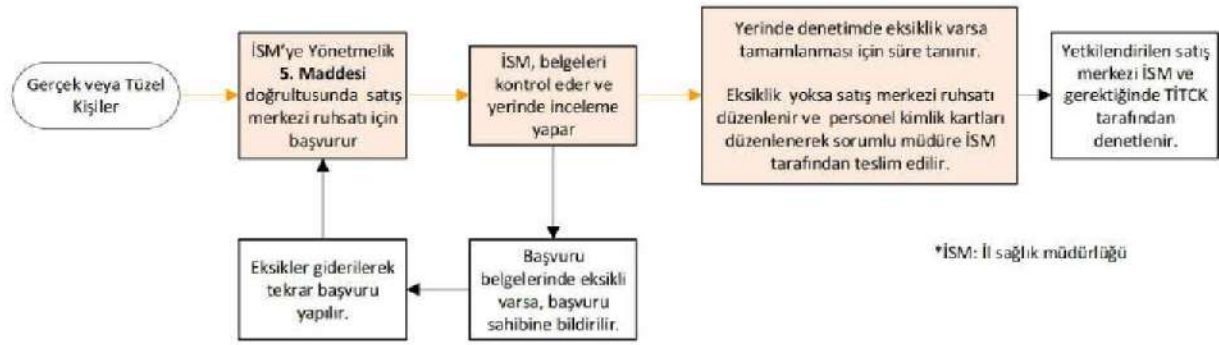 Gerçek veya Tüzel
Kişiler
İSM'ye Yönetmelik
5. Maddesi
doğrultusunda satış
merkezi ruhsatı için
başvurur
İSM, belgeleri
kontrol eder ve
yerinde inceleme
yapar
Yerinde denetimde eksiklik varsa
tamamlanması için süre tanınır.
Eksiklik yoksa satış merkezi ruhsatı
düzenlenir ve personel kimlik kartları
düzenlenerek sorumlu müdüre İSM
tarafından teslim edilir.
Yetkilendirilen satış
merkezi İSM ve
gerektiğinde TİTCK
tarafından
denetlenir.
Eksikler giderilerek
tekrar başvuru
yapılır.
Başvuru
belgelerinde eksikli
varsa, başvuru
sahibine bildirilir.
*İSM: İl sağlık müdürlüğü